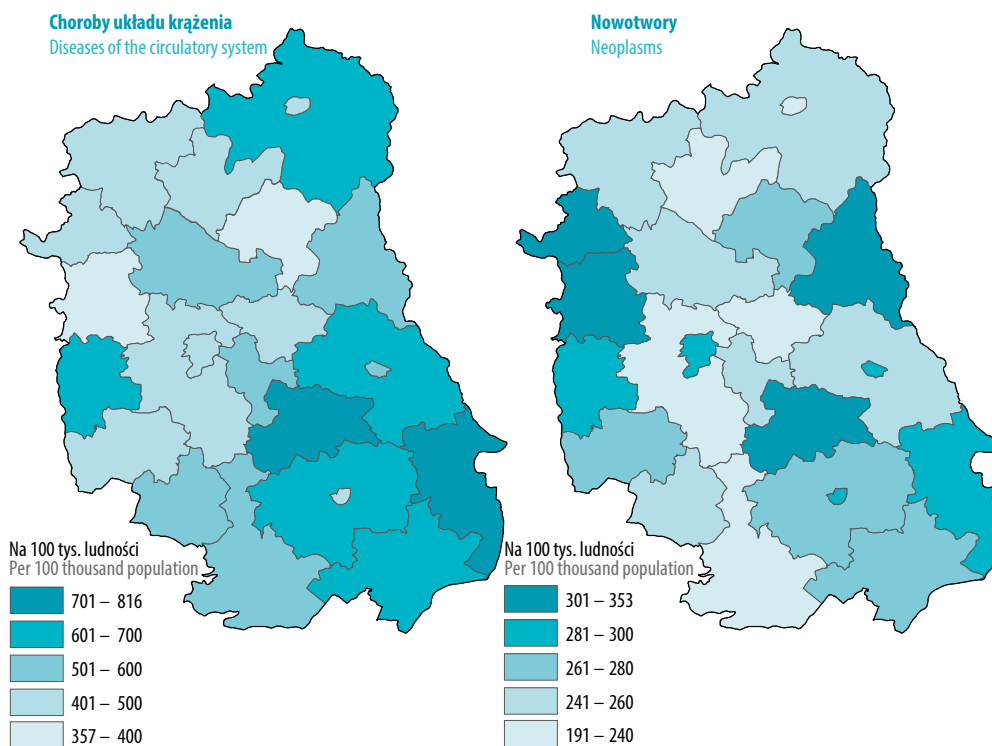 Choroby układu krążenia
Diseases of the circulatory system
Nowotwory
Neoplasms
Na 100 tys. ludności
Per 100 thousand population
701 – 816
601 – 700
501 – 600
401 – 500
357 – 400
Na 100 tys. ludności
Per 100 thousand population
301 – 353
281 – 300
261 – 280
241 – 260
191 – 240